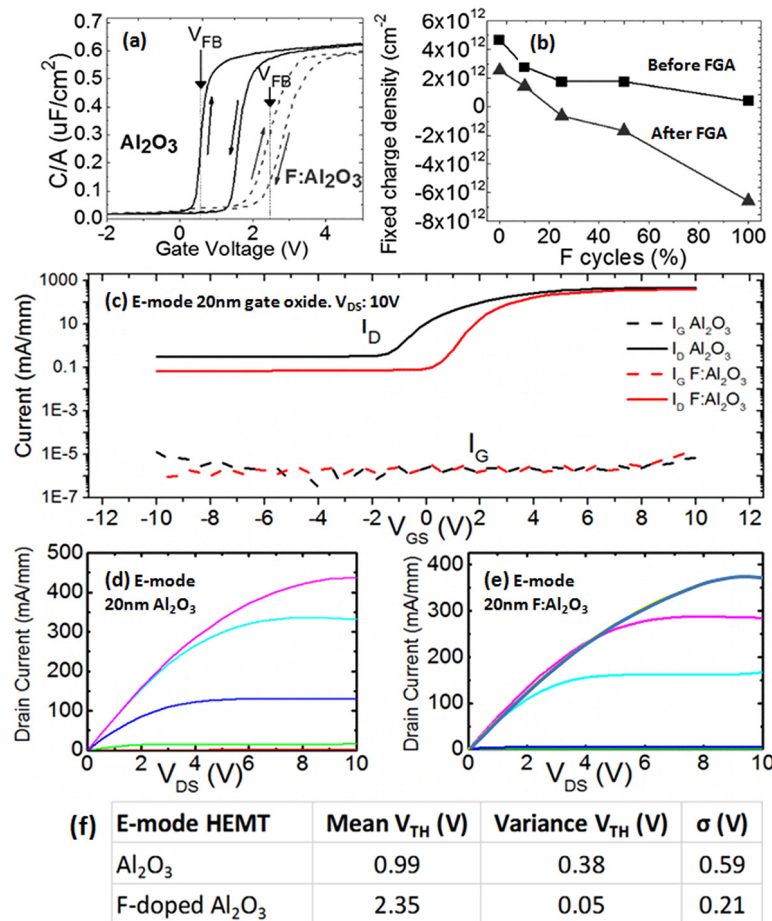 (a)
V_FB
V_FB
Al₂O₃
F:Al₂O₃
C/A (uF/cm²)
0.7
0.6
0.5
0.4
0.3
0.2
0.1
0.0
-2 0 2 4
Gate Voltage (V)
(b)
Before FGA
After FGA
Fixed charge density (cm⁻²)
6x10¹²
4x10¹²
2x10¹²
0
-2x10¹²
-4x10¹²
-6x10¹²
-8x10¹²
0 25 50 75 100
F cycles (%)
(c) E-mode 20nm gate oxide. V_DS: 10V
I_D
I_G
I_G Al₂O₃
I_D Al₂O₃
I_G F:Al₂O₃
I_D F:Al₂O₃
Current (mA/mm)
1000
10
0.1
1E-3
1E-5
1E-7
-12 -10 -8 -6 -4 -2 0 2 4 6 8 10 12
V_GS (V)
(d) E-mode
20nm Al₂O₃
Drain Current (mA/mm)
500
400
300
200
100
0
0 2 4 6 8 10
V_DS (V)
(e) E-mode
20nm F:Al₂O₃
Drain Current (mA/mm)
400
300
200
100
0
0 2 4 6 8 10
V_DS (V)
(f)
E-mode HEMT Mean V_TH (V) Variance V_TH (V) σ (V)
Al₂O₃ 0.99 0.38 0.59
F-doped Al₂O₃ 2.35 0.05 0.21